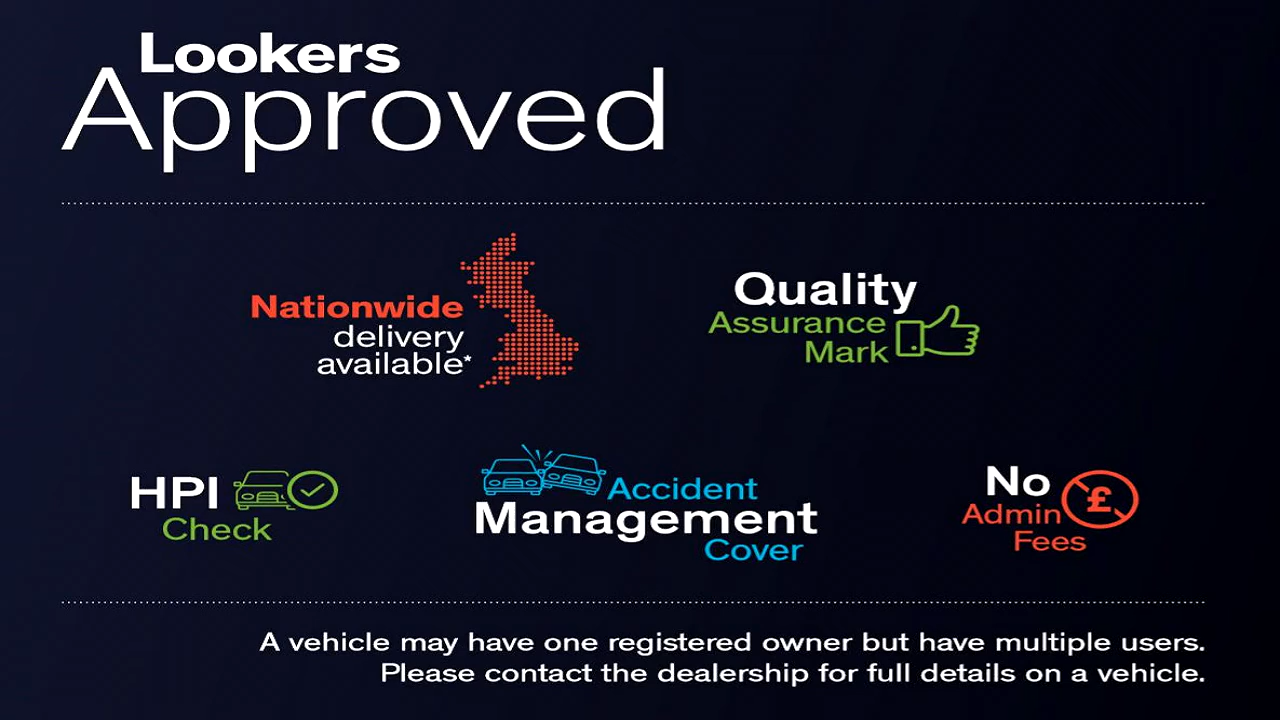 Lookers
Approved
Nationwide
delivery
available*
Quality
Assurance
Mark
HPI
Check
Accident
Management
Cover
No
Admin
Fees
£
A vehicle may have one registered owner but have multiple users.
Please contact the dealership for full details on a vehicle.